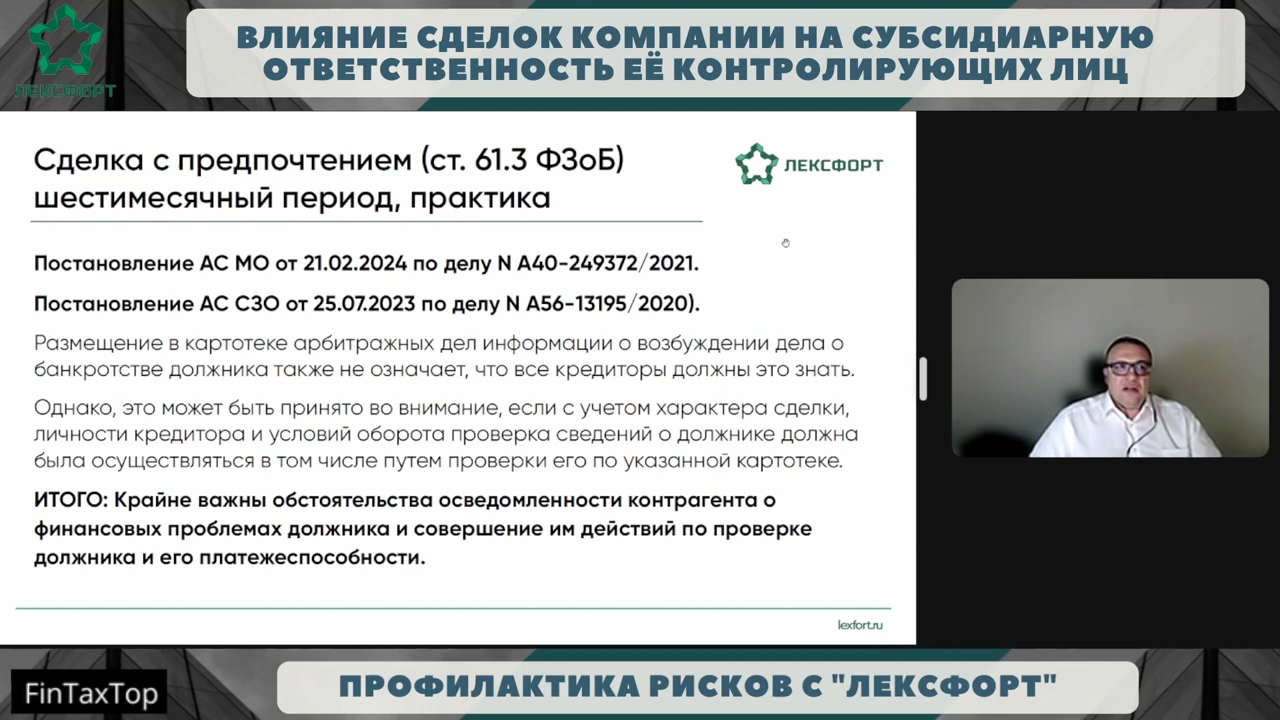 ЛЕКСФОРТ
ВЛИЯНИЕ СДЕЛОК КОМПАНИИ НА СУБСИДИАРНУЮ
ОТВЕТСТВЕННОСТЬ ЕЁ КОНТРОЛИРУЮЩИХ ЛИЦ
Сделка с предпочтением (ст. 61.3 ФЗоБ)
шестимесячный период, практика
ЛЕКСФОРТ
Постановление АС МО от 21.02.2024 по делу N А40-249372/2021.
Постановление АС СЗО от 25.07.2023 по делу N А56-13195/2020).
Размещение в картотеке арбитражных дел информации о возбуждении дела о
банкротстве должника также не означает, что все кредиторы должны это знать.
Однако, это может быть принято во внимание, если с учетом характера сделки,
личности кредитора и условий оборота проверка сведений о должнике должна
была осуществляться в том числе путем проверки его по указанной картотеке.
ИТОГО: Крайне важны обстоятельства осведомленности контрагента о
финансовых проблемах должника и совершение им действий по проверке
должника и его платежеспособности.
lexfort.ru
FinTaxTop
ПРОФИЛАКТИКА РИСКОВ С "ЛЕКСФОРТ"